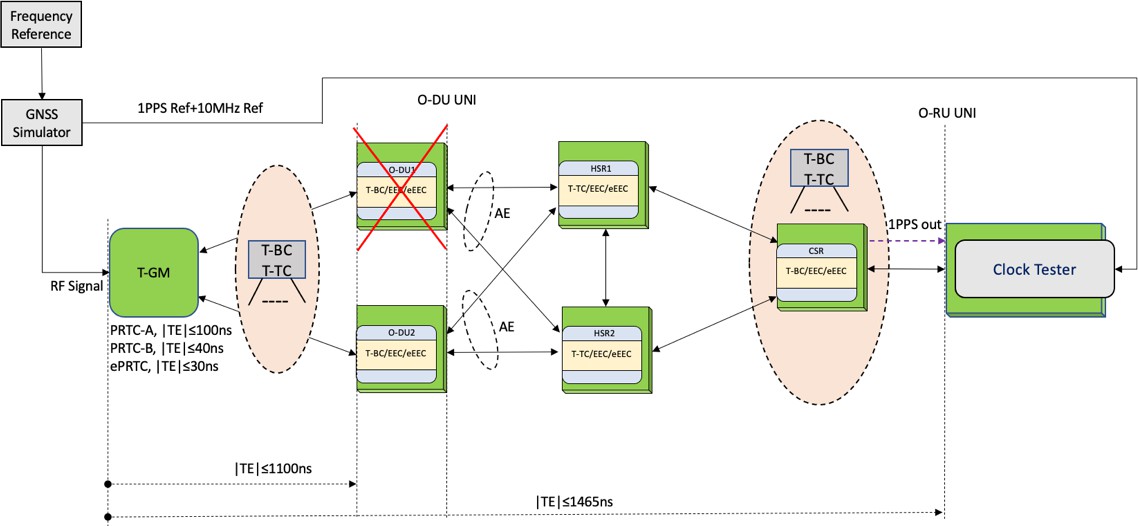 Frequency
Reference
GNSS
Simulator
1PPS Ref+10MHz Ref
O-DU UNI
O-RU UNI
O-DU1
T-BC/EEC/eEEC
HSR1
T-TC/EEC/eEEC
AE
T-BC
T-TC
----
1PPS out
CSR
T-BC/EEC/eEEC
Clock Tester
T-BC
T-TC
----
T-GM
RF Signal
PRTC-A, |TE|≤100ns
PRTC-B, |TE|≤40ns
ePRTC, |TE|≤30ns
O-DU2
T-BC/EEC/eEEC
AE
HSR2
T-TC/EEC/eEEC
|TE|≤1100ns
|TE|≤1465ns